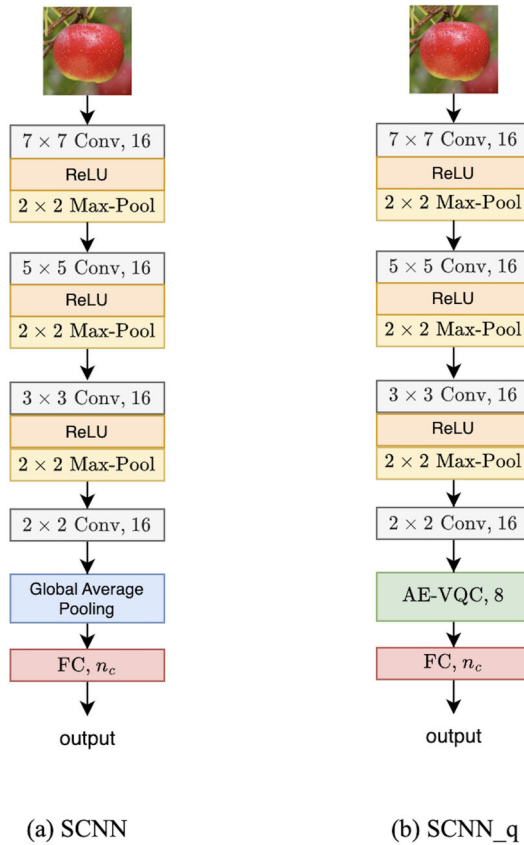 7 × 7 Conv, 16
ReLU
2 × 2 Max-Pool
5 × 5 Conv, 16
ReLU
2 × 2 Max-Pool
3 × 3 Conv, 16
ReLU
2 × 2 Max-Pool
2 × 2 Conv, 16
Global Average
Pooling
FC, n_c
output
(a) SCNN
7 × 7 Conv, 16
ReLU
2 × 2 Max-Pool
5 × 5 Conv, 16
ReLU
2 × 2 Max-Pool
3 × 3 Conv, 16
ReLU
2 × 2 Max-Pool
2 × 2 Conv, 16
AE-VQC, 8
FC, n_c
output
(b) SCNN_q